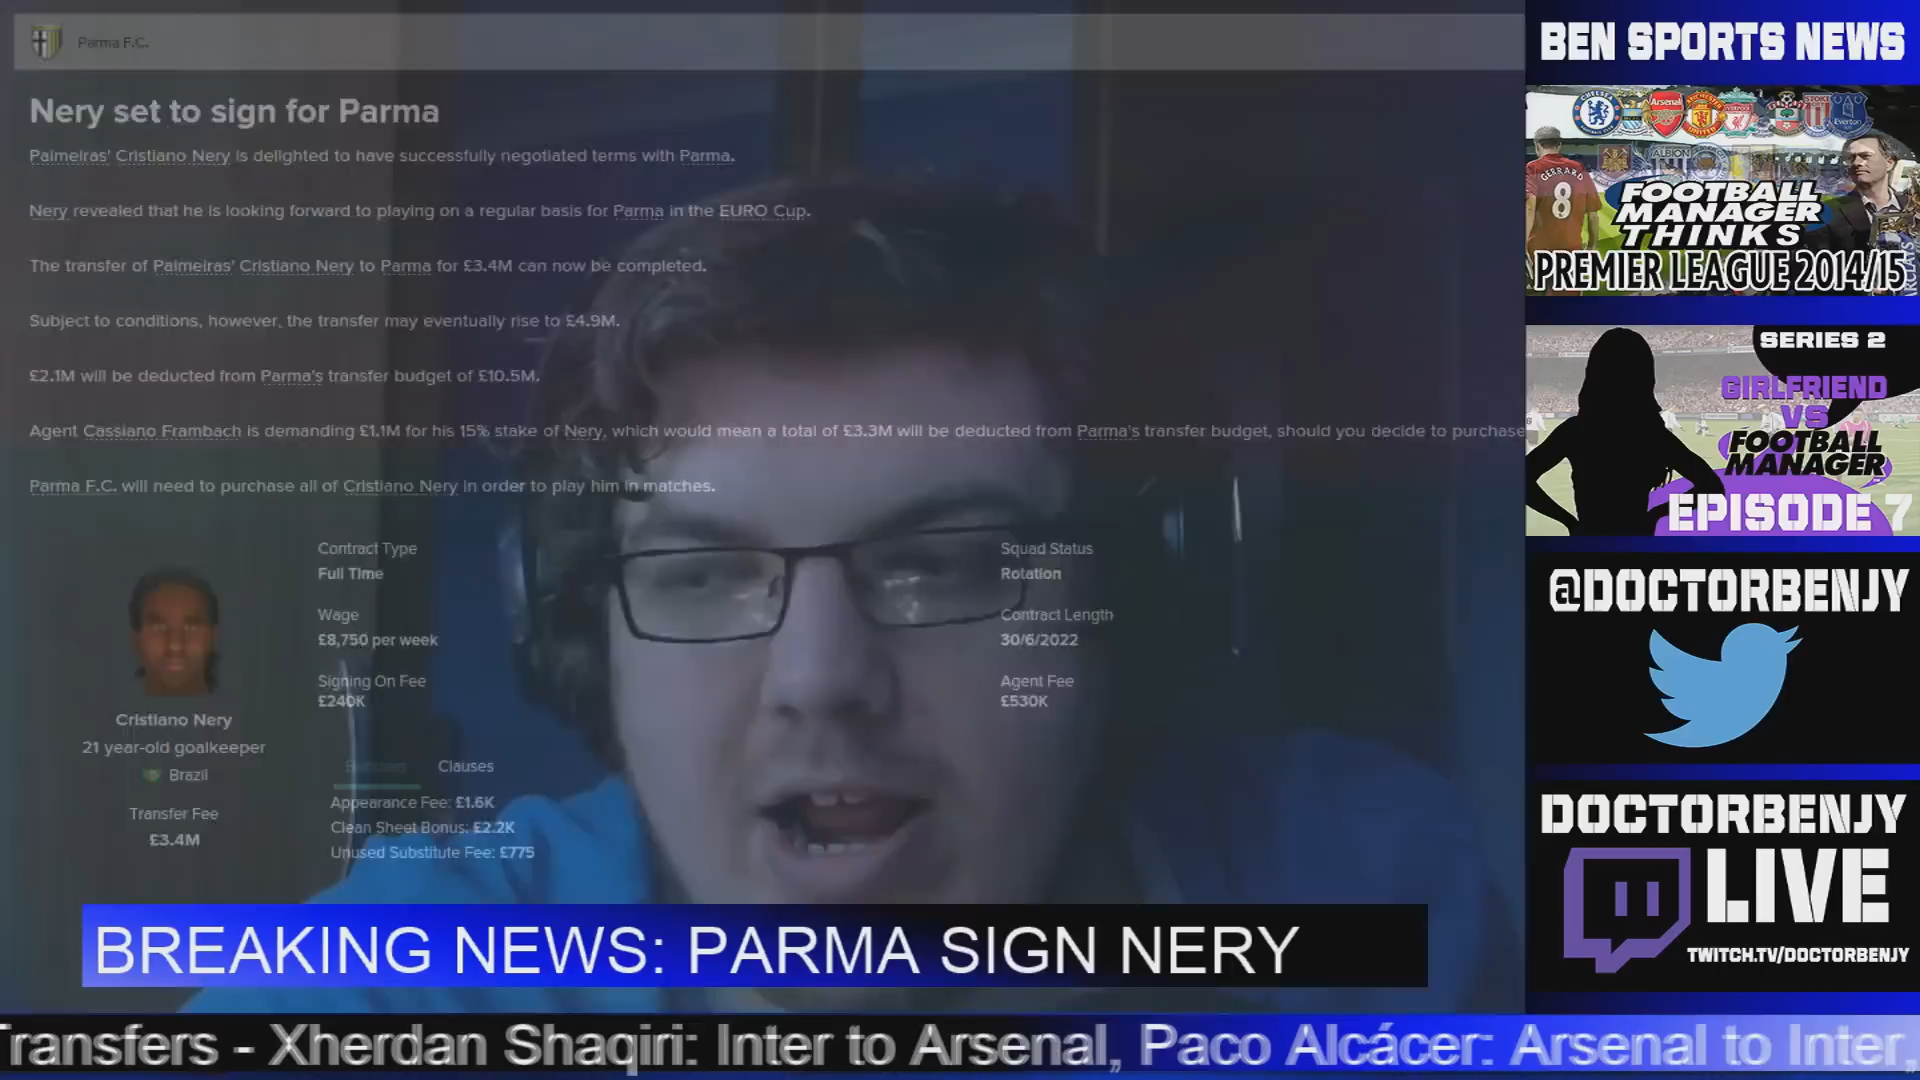 Parma F.C.
Nery set to sign for Parma
Palmeiras' Cristiano Nery is delighted to have successfully negotiated terms with Parma.
Nery revealed that he is looking forward to playing on a regular basis for Parma in the EURO Cup.
The transfer of Palmeiras' Cristiano Nery to Parma for £3.4M can now be completed.
Subject to conditions, however, the transfer may eventually rise to £4.9M.
£2.1M will be deducted from Parma's transfer budget of £10.5M.
Agent Cassiano Frambach is demanding £1.1M for his 15% stake of Nery, which would mean a total of £3.3M will be deducted from Parma's transfer budget, should you decide to purchase
Parma F.C. will need to purchase all of Cristiano Nery in order to play him in matches.
Contract Type
Full Time
Wage
£8,750 per week
Signing On Fee
£240K
Squad Status
Rotation
Contract Length
30/6/2022
Agent Fee
£530K
Cristiano Nery
21 year-old goalkeeper
Brazil
Transfer Fee
£3.4M
Bonuses Clauses
Appearance Fee: £1.6K
Clean Sheet Bonus: £2.2K
Unused Substitute Fee: £775
BREAKING NEWS: PARMA SIGN NERY
Transfers - Xherdan Shaqiri: Inter to Arsenal,, Paco Alcácer: Arsenal to Inter,
BEN SPORTS NEWS
CHELSEA
Arsenal
STOKE
Everton
ALBION
GERRARD
8
FOOTBALL
MANAGER
THINKS
PREMIER LEAGUE 2014/15
BARCLAYS
SERIES 2
GIRLFRIEND
VS
FOOTBALL
MANAGER
EPISODE 7
@DOCTORBENJY
DOCTORBENJY
LIVE
TWITCH.TV/DOCTORBENJY